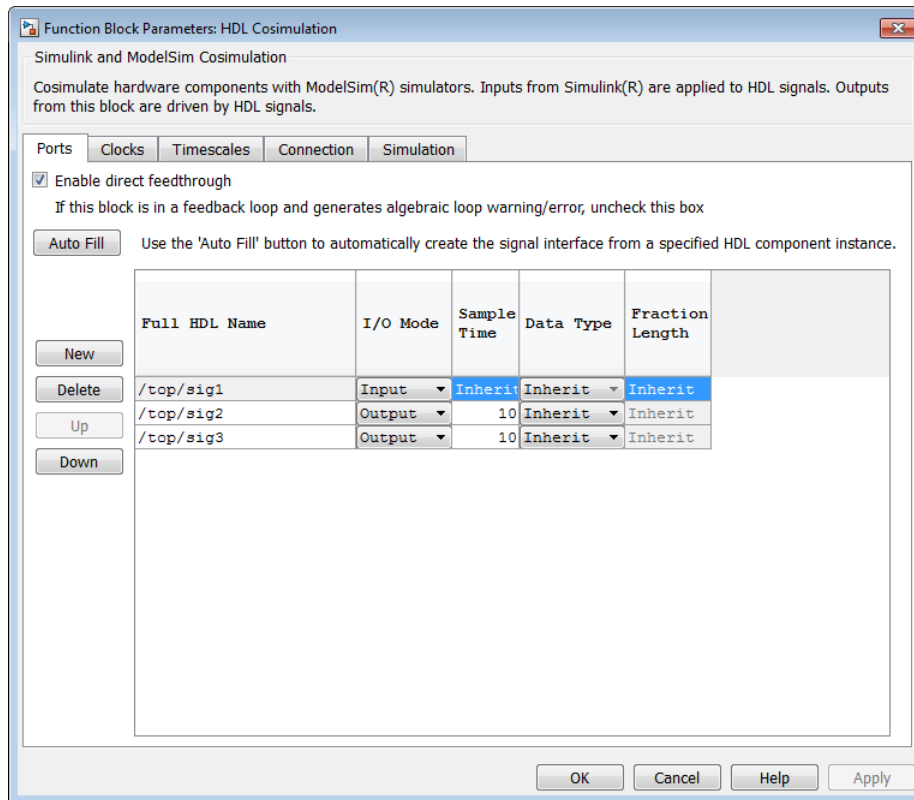 Function Block Parameters: HDL Cosimulation
Simulink and ModelSim Cosimulation
Cosimulate hardware components with ModelSim(R) simulators. Inputs from Simulink(R) are applied to HDL signals. Outputs
from this block are driven by HDL signals.
Ports Clocks Timescales Connection Simulation
Enable direct feedthrough
If this block is in a feedback loop and generates algebraic loop warning/error, uncheck this box
Auto Fill Use the 'Auto Fill' button to automatically create the signal interface from a specified HDL component instance.
Full HDL Name I/O Mode Sample Time Data Type Fraction Length
New
Delete /top/sig1 Input Inherit Inherit Inherit
/top/sig2 Output 10 Inherit Inherit
Up
/top/sig3 Output 10 Inherit Inherit
Down
OK Cancel Help Apply